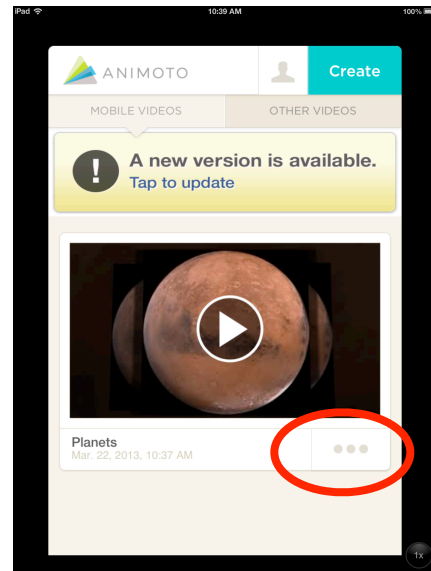 iPad 10:39 AM 100%
ANIMOTO Create
MOBILE VIDEOS OTHER VIDEOS
! A new version is available.
Tap to update
Planets
Mar. 22, 2013, 10:37 AM
1x